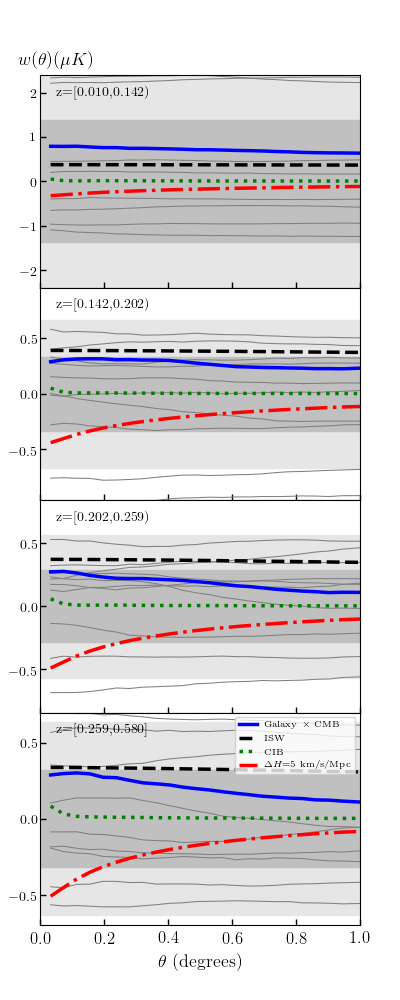 w(θ)(μK)
z=[0.010,0.142)
2
1
0
−1
−2
z=[0.142,0.202)
0.5
0.0
−0.5
z=[0.202,0.259)
0.5
0.0
−0.5
z=[0.259,0.580]
Galaxy × CMB
ISW
CIB
ΔH=5 km/s/Mpc
0.5
0.0
−0.5
0.0 0.2 0.4 0.6 0.8 1.0
θ (degrees)